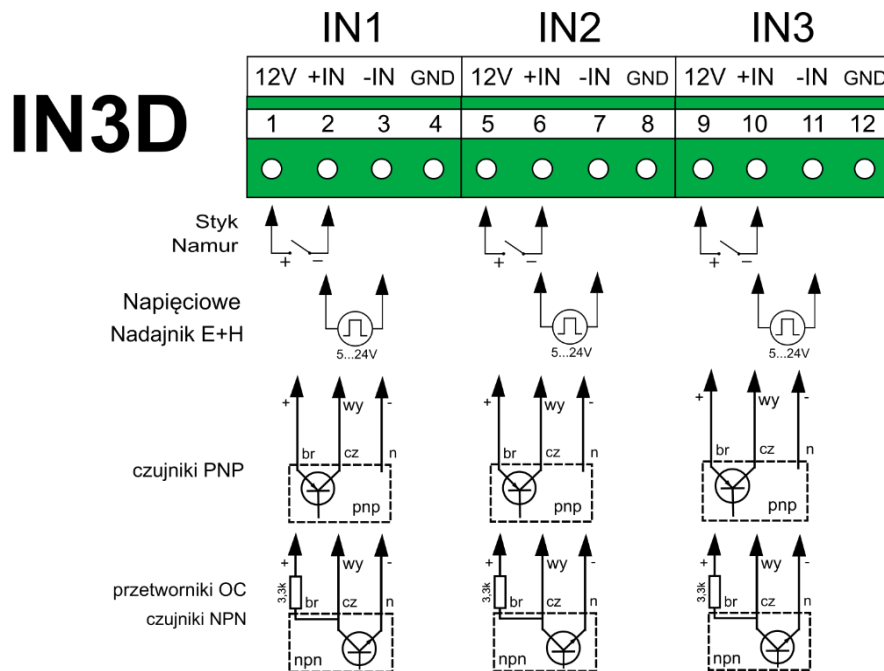 IN1 IN2 IN3
12V +IN -IN GND 12V +IN -IN GND 12V +IN -IN GND
IN3D
1 2 3 4 5 6 7 8 9 10 11 12
Styk
Namur
+ – + – + –
Napięciowe
Nadajnik E+H
5...24V 5...24V 5...24V
+ wy - + wy - + wy -
br cz n br cz n br cz n
czujniki PNP
pnp pnp pnp
+ wy - + wy - + wy -
przetworniki OC
3,3k br cz n 3,3k br cz n 3,3k br cz n
czujniki NPN
npn npn npn